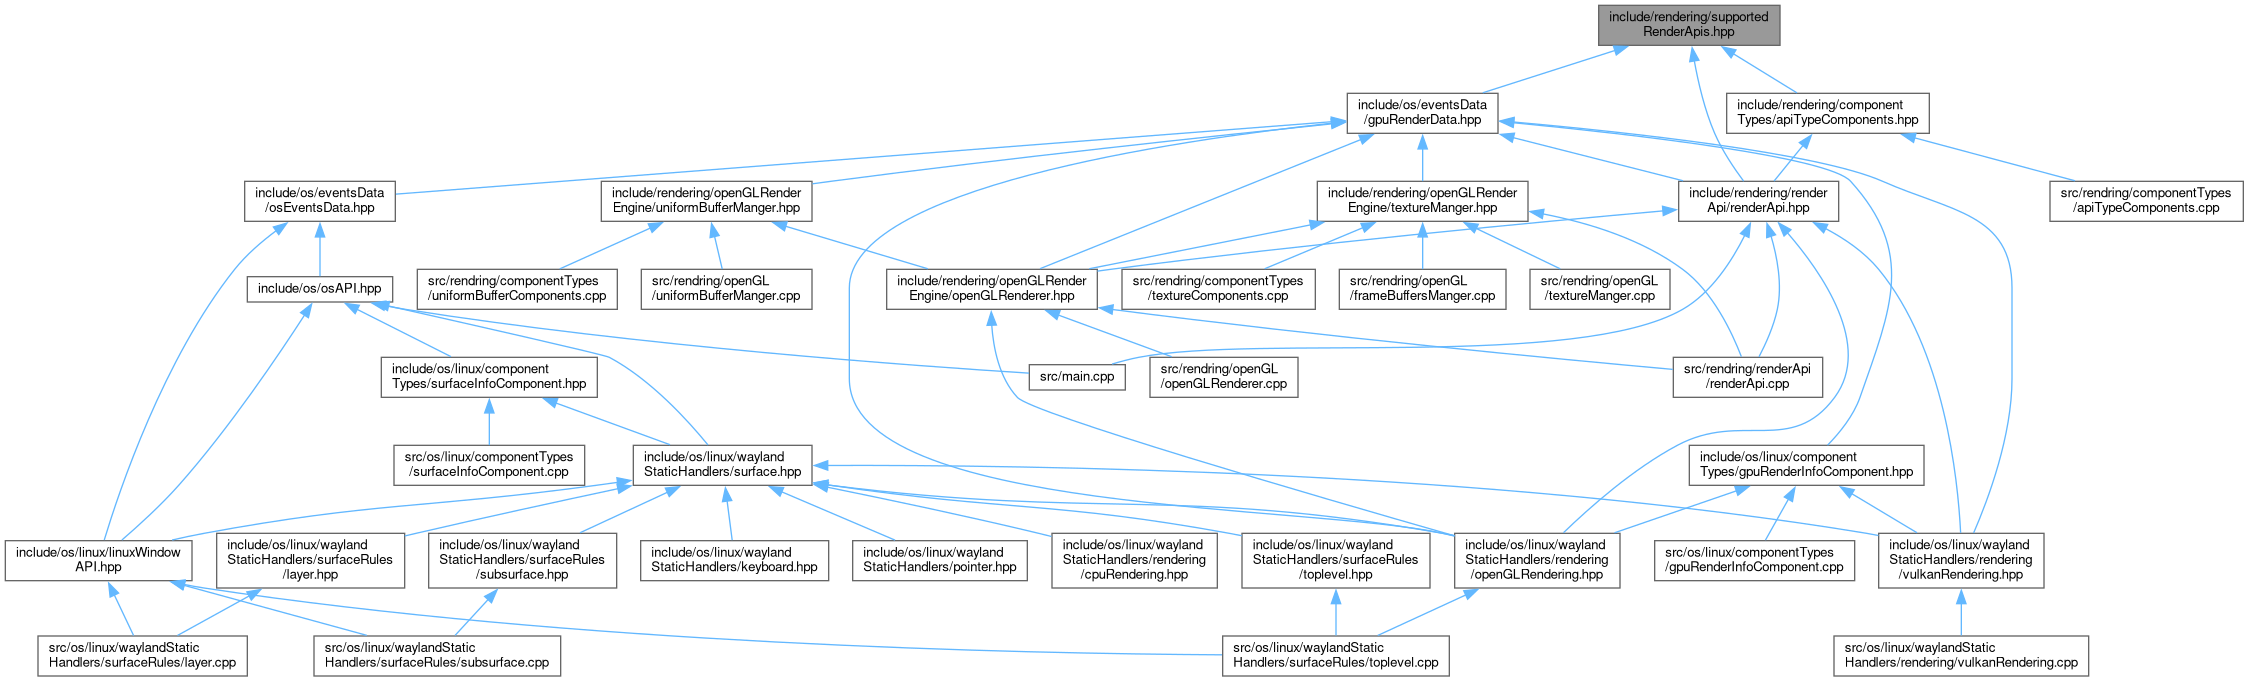 include/rendering/supported
RenderApis.hpp
include/os/eventsData
/gpuRenderData.hpp
include/rendering/component
Types/apiTypeComponents.hpp
include/os/eventsData
/osEventsData.hpp
include/rendering/openGLRender
Engine/uniformBufferManger.hpp
include/rendering/openGLRender
Engine/textureManger.hpp
include/rendering/render
Api/renderApi.hpp
src/rendring/componentTypes
/apiTypeComponents.cpp
include/os/osAPI.hpp
src/rendring/componentTypes
/uniformBufferComponents.cpp
src/rendring/openGL
/uniformBufferManger.cpp
include/rendering/openGLRender
Engine/openGLRenderer.hpp
src/rendring/componentTypes
/textureComponents.cpp
src/rendring/openGL
/frameBuffersManger.cpp
src/rendring/openGL
/textureManger.cpp
include/os/linux/component
Types/surfaceInfoComponent.hpp
src/main.cpp
src/rendring/openGL
/openGLRenderer.cpp
src/rendring/renderApi
/renderApi.cpp
src/os/linux/componentTypes
/surfaceInfoComponent.cpp
include/os/linux/wayland
StaticHandlers/surface.hpp
include/os/linux/component
Types/gpuRenderInfoComponent.hpp
include/os/linux/linuxWindow
API.hpp
include/os/linux/wayland
StaticHandlers/surfaceRules
/layer.hpp
include/os/linux/wayland
StaticHandlers/surfaceRules
/subsurface.hpp
include/os/linux/wayland
StaticHandlers/keyboard.hpp
include/os/linux/wayland
StaticHandlers/pointer.hpp
include/os/linux/wayland
StaticHandlers/rendering
/cpuRendering.hpp
include/os/linux/wayland
StaticHandlers/surfaceRules
/toplevel.hpp
include/os/linux/wayland
StaticHandlers/rendering
/openGLRendering.hpp
src/os/linux/componentTypes
/gpuRenderInfoComponent.cpp
include/os/linux/wayland
StaticHandlers/rendering
/vulkanRendering.hpp
src/os/linux/waylandStatic
Handlers/surfaceRules/layer.cpp
src/os/linux/waylandStatic
Handlers/surfaceRules/subsurface.cpp
src/os/linux/waylandStatic
Handlers/surfaceRules/toplevel.cpp
src/os/linux/waylandStatic
Handlers/rendering/vulkanRendering.cpp